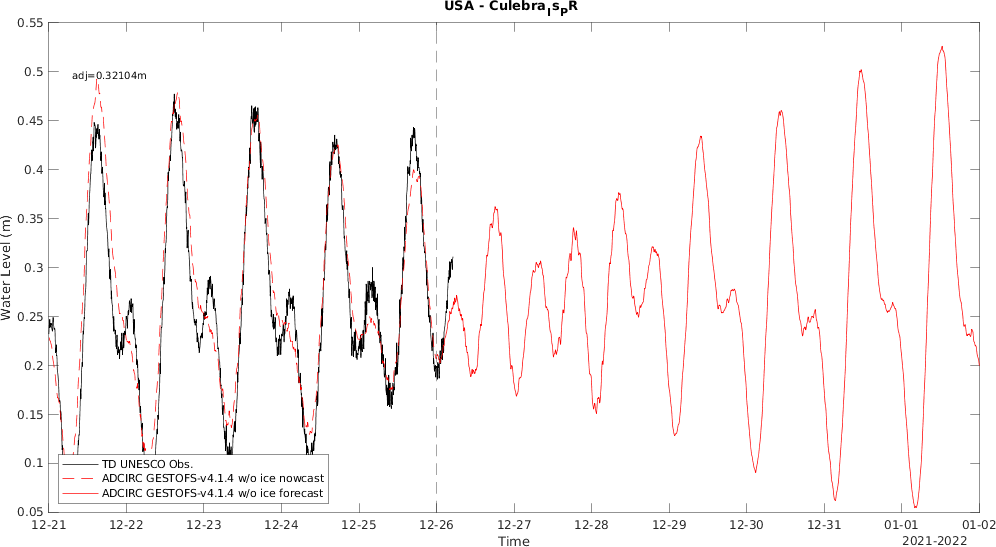 USA - CulebraIsPR
0.55
0.5
0.45
0.4
0.35
0.3
0.25
0.2
0.15
0.1
0.05
Water Level (m)
adj=0.32104m
TD UNESCO Obs.
ADCIRC GESTOFS-v4.1.4 w/o ice nowcast
ADCIRC GESTOFS-v4.1.4 w/o ice forecast
12-21 12-22 12-23 12-24 12-25 12-26 12-27 12-28 12-29 12-30 12-31 01-01 01-02
Time
2021-2022